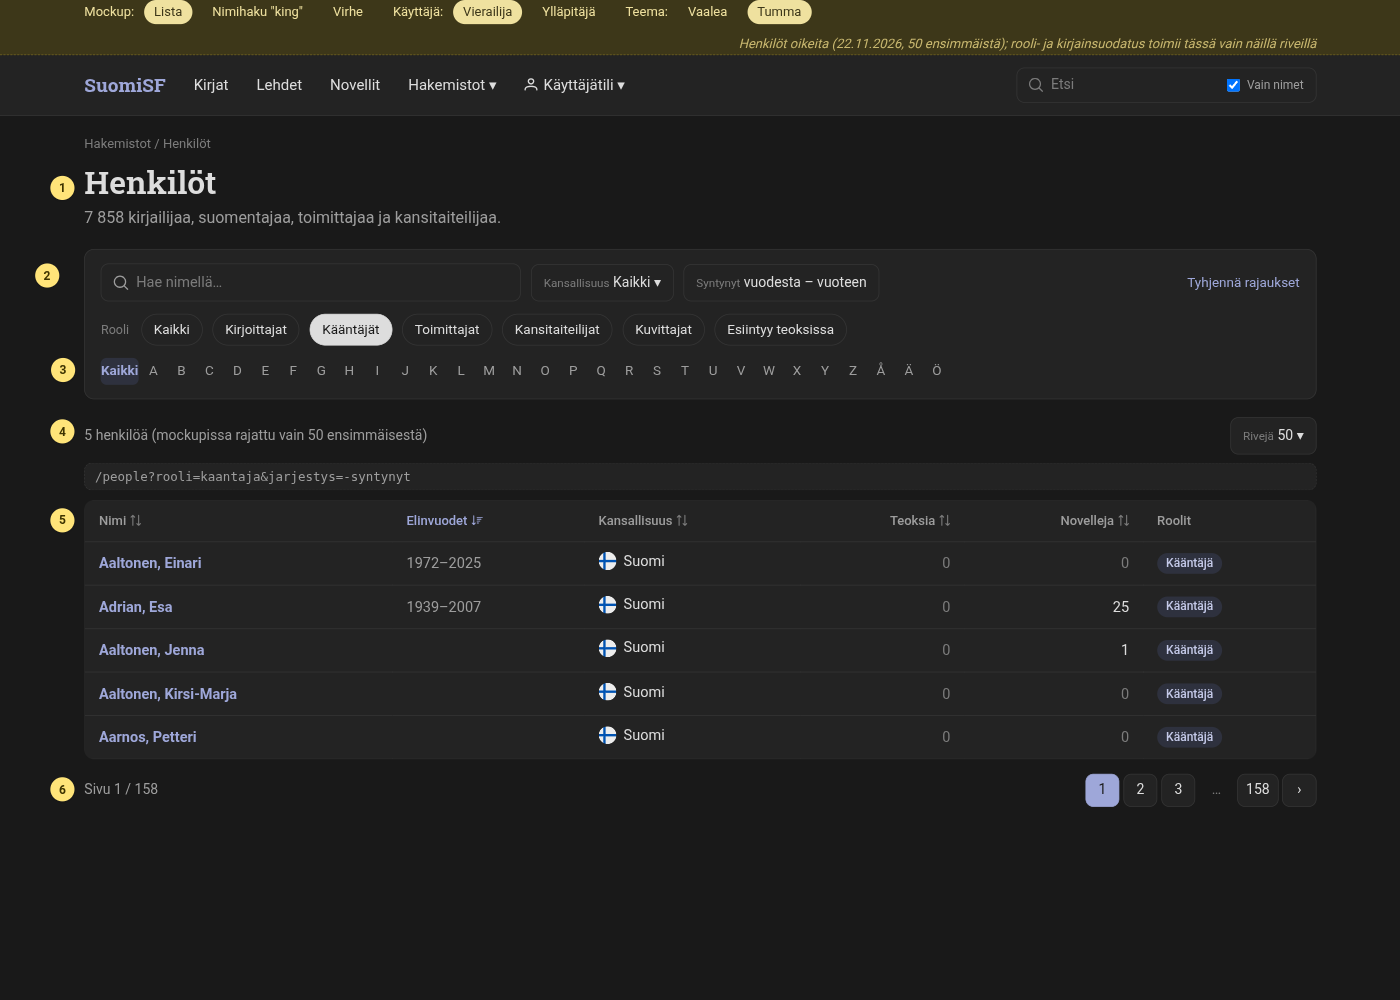 Mockup: Lista Nimihaku "king" Virhe Käyttäjä: Vierailija Ylläpitäjä Teema: Vaalea Tumma
Henkilöt oikeita (22.11.2026, 50 ensimmäistä); rooli- ja kirjainsuodatus toimii tässä vain näillä riveillä
SuomiSF Kirjat Lehdet Novellit Hakemistot ▾ Käyttäjätili ▾ Etsi Vain nimet
Hakemistot / Henkilöt
1 Henkilöt
7 858 kirjailijaa, suomentajaa, toimittajaa ja kansitaiteilijaa.
2 Hae nimellä... Kansallisuus Kaikki ▾ Syntynyt vuodesta – vuoteen Tyhjennä rajaukset
Rooli Kaikki Kirjoittajat Kääntäjät Toimittajat Kansitaiteilijat Kuvittajat Esiintyy teoksissa
3 Kaikki A B C D E F G H I J K L M N O P Q R S T U V W X Y Z Å Ä Ö
4 5 henkilöä (mockupissa rajattu vain 50 ensimmäisestä) Rivejä 50 ▾
/people?rooli=kaantaja&jarjestys=-syntynyt
5 Nimi Elinvuodet Kansallisuus Teoksia Novelleja Roolit
Aaltonen, Einari 1972–2025 Suomi 0 0 Kääntäjä
Adrian, Esa 1939–2007 Suomi 0 25 Kääntäjä
Aaltonen, Jenna Suomi 0 1 Kääntäjä
Aaltonen, Kirsi-Marja Suomi 0 0 Kääntäjä
Aarnos, Petteri Suomi 0 0 Kääntäjä
6 Sivu 1 / 158 1 2 3 ... 158 ›